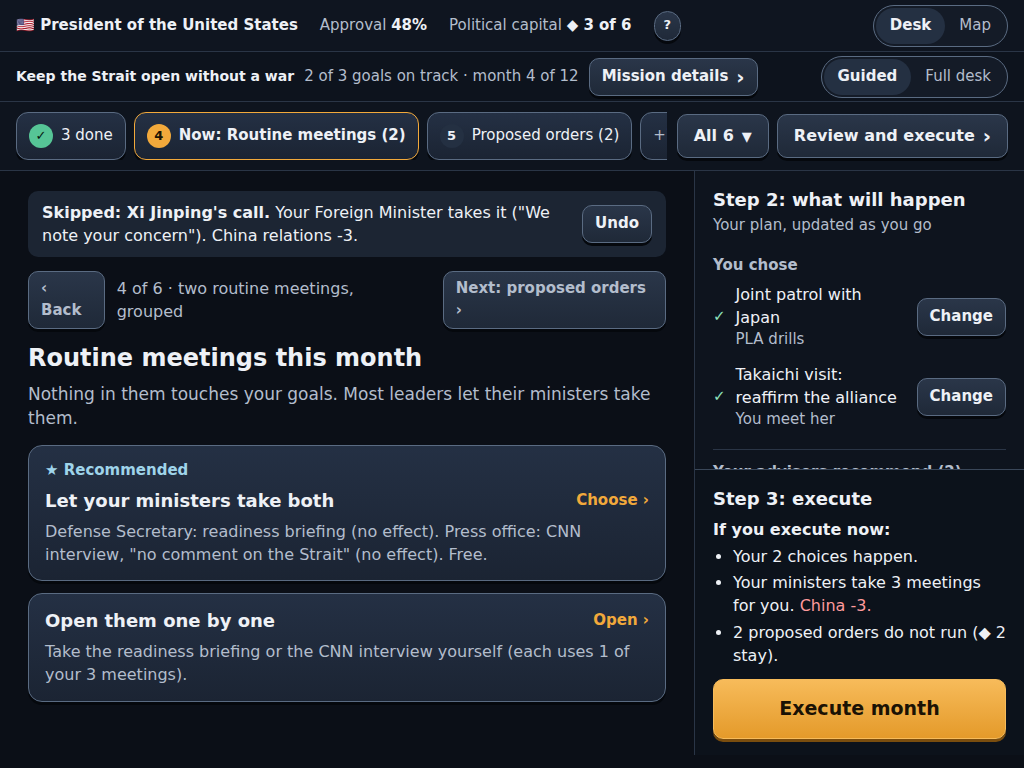 🇺🇸 President of the United States Approval 48% Political capital ◆ 3 of 6 ? Desk Map
Keep the Strait open without a war 2 of 3 goals on track · month 4 of 12 Mission details › Guided Full desk
✓ 3 done 4 Now: Routine meetings (2) 5 Proposed orders (2) + All 6 ▼ Review and execute ›
Skipped: Xi Jinping's call. Your Foreign Minister takes it ("We
note your concern"). China relations -3.
Undo
‹
Back
4 of 6 · two routine meetings,
grouped
Next: proposed orders
›
Routine meetings this month
Nothing in them touches your goals. Most leaders let their ministers take
them.
★ Recommended
Let your ministers take both Choose ›
Defense Secretary: readiness briefing (no effect). Press office: CNN
interview, "no comment on the Strait" (no effect). Free.
Open them one by one Open ›
Take the readiness briefing or the CNN interview yourself (each uses 1 of
your 3 meetings).
Step 2: what will happen
Your plan, updated as you go
You chose
✓ Joint patrol with
Japan
PLA drills
Change
✓ Takaichi visit:
reaffirm the alliance
You meet her
Change
Your advisers recommend (2)
Step 3: execute
If you execute now:
• Your 2 choices happen.
• Your ministers take 3 meetings
for you. China -3.
• 2 proposed orders do not run (◆ 2
stay).
Execute month